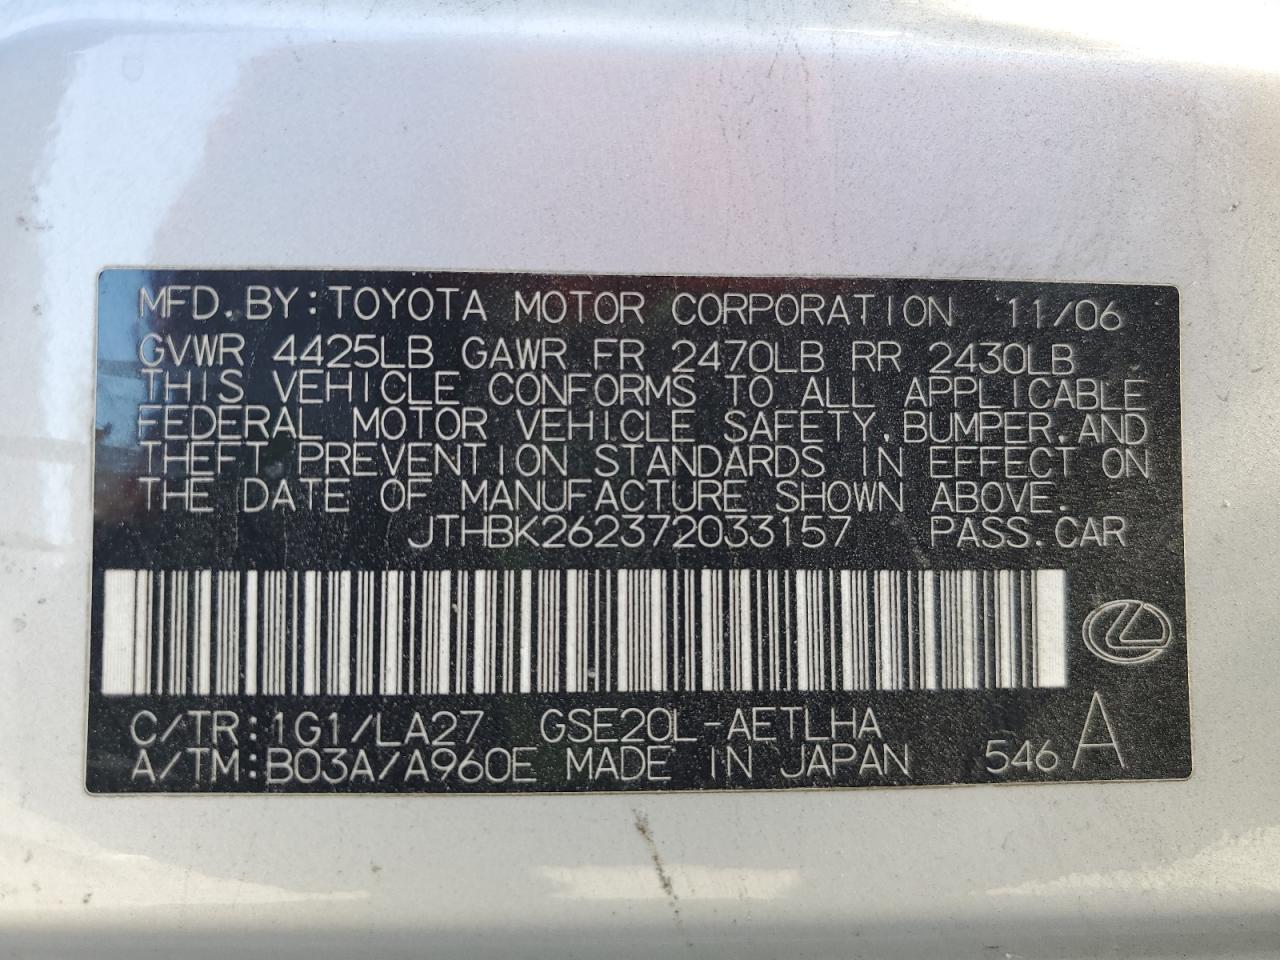 MFD.BY:TOYOTA MOTOR CORPORATION 11/06
GVWR 4425LB GAWR FR 2470LB RR 2430LB
THIS VEHICLE CONFORMS TO ALL APPLICABLE
FEDERAL MOTOR VEHICLE SAFETY,BUMPER,AND
THEFT PREVENTION STANDARDS IN EFFECT ON
THE DATE OF MANUFACTURE SHOWN ABOVE.
JTHBK262372033157 PASS.CAR
C/TR:1G1/LA27 GSE20L-AETLHA
A/TM:B03A/A960E MADE IN JAPAN 546 A